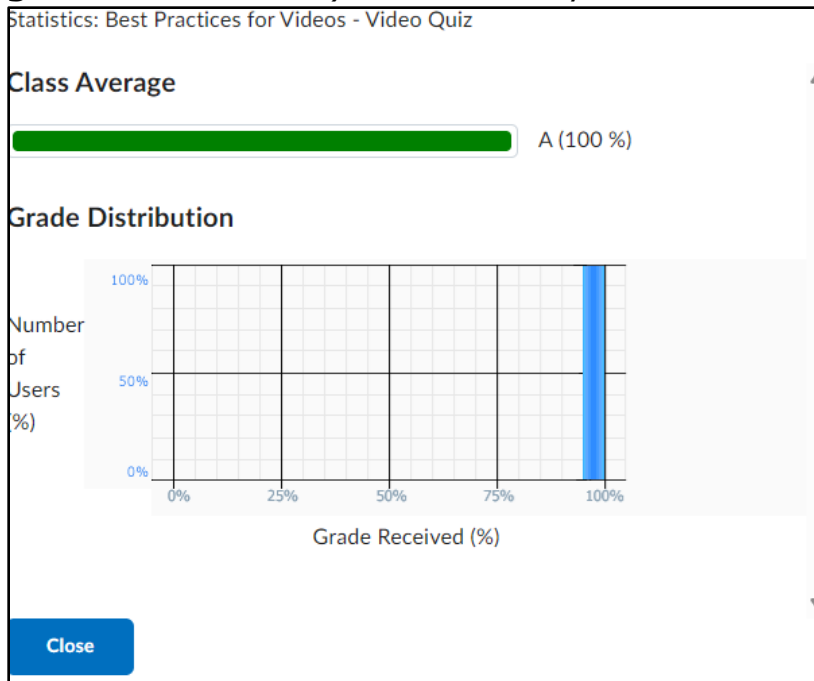 Statistics: Best Practices for Videos - Video Quiz
Class Average
A (100 %)
Grade Distribution
100%
50%
0%
Number
of
Users
(%)
0% 25% 50% 75% 100%
Grade Received (%)
Close